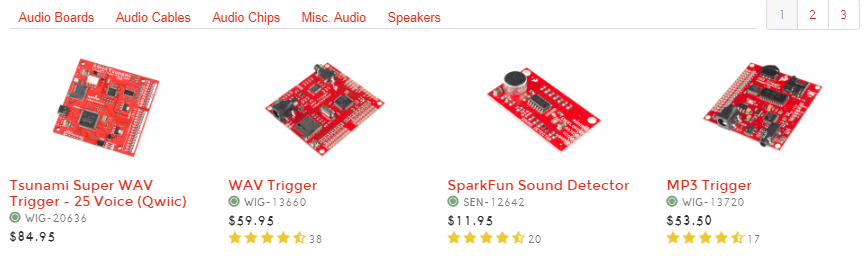 Audio Boards Audio Cables Audio Chips Misc. Audio Speakers 1 2 3
Tsunami Super WAV
Trigger - 25 Voice (Qwiic)
WIG-20636
$84.95
WAV Trigger
WIG-13660
$59.95
38
SparkFun Sound Detector
SEN-12642
$11.95
20
MP3 Trigger
WIG-13720
$53.50
17